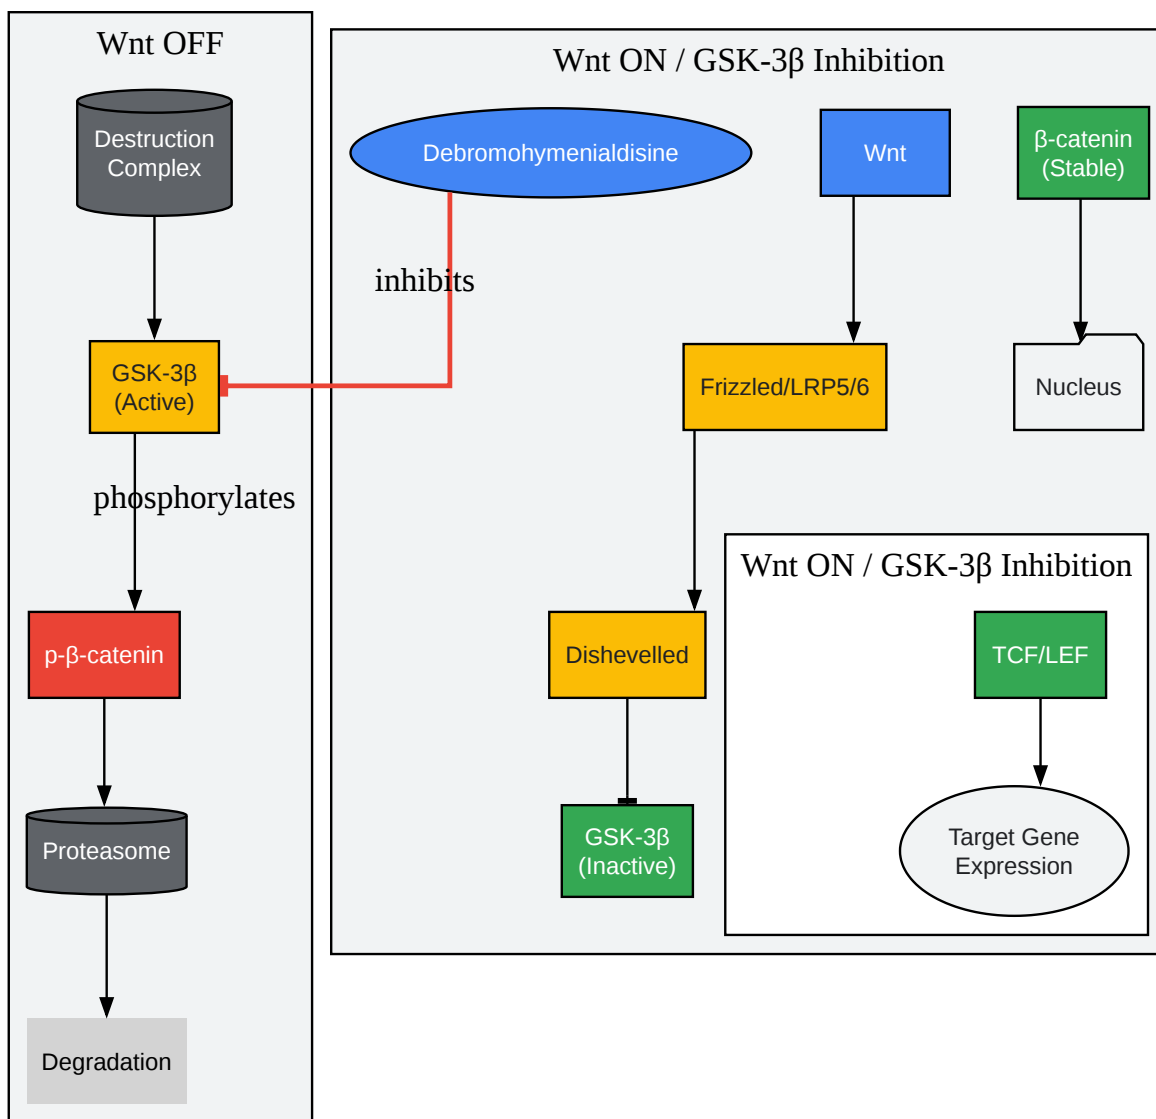 Wnt OFF
Destruction
Complex
GSK-3β
(Active)
phosphorylates
p-β-catenin
Proteasome
Degradation
Wnt ON / GSK-3β Inhibition
Debromohymenialdisine
inhibits
Wnt
β-catenin
(Stable)
Frizzled/LRP5/6
Nucleus
Dishevelled
GSK-3β
(Inactive)
Wnt ON / GSK-3β Inhibition
TCF/LEF
Target Gene
Expression